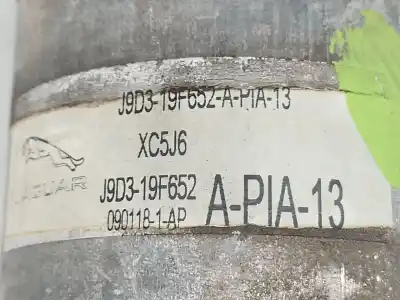 J9D3-19F652-A-PIA-13
XC5J6
JAGUAR
J9D3-19F652 A-PIA-13
090118-1-AP